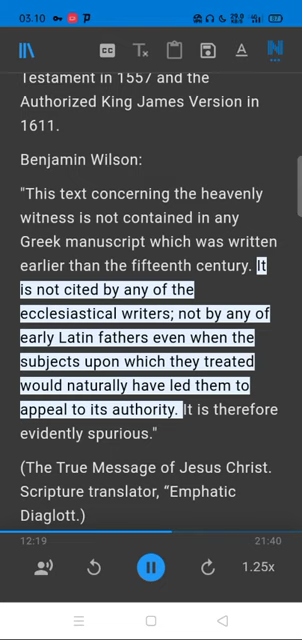 03.10
CC
A
N
Testament in 1557 and the
Authorized King James Version in
1611.
Benjamin Wilson:
"This text concerning the heavenly
witness is not contained in any
Greek manuscript which was written
earlier than the fifteenth century. It
is not cited by any of the
ecclesiastical writers; not by any of
early Latin fathers even when the
subjects upon which they treated
would naturally have led them to
appeal to its authority. It is therefore
evidently spurious."
(The True Message of Jesus Christ.
Scripture translator, “Emphatic
Diaglott.)
12:19
21:40
1.25x